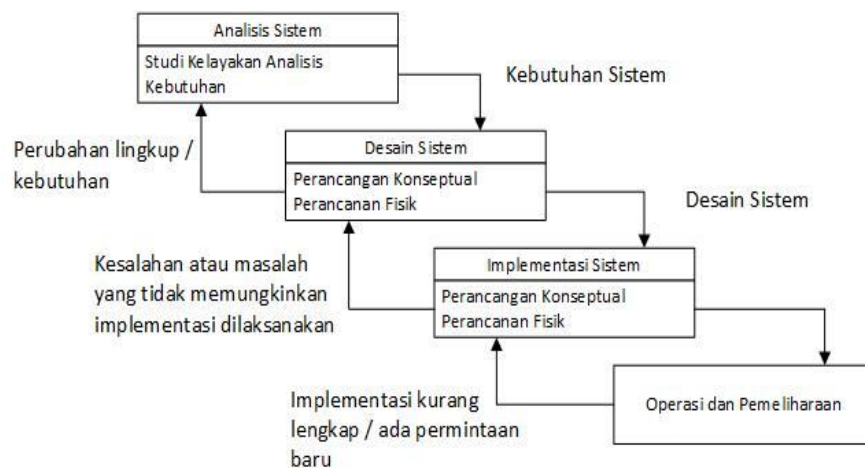 Analisis Sistem
Studi Kelayakan Analisis
Kebutuhan
Kebutuhan Sistem
Perubahan lingkup /
kebutuhan
Desain Sistem
Perancangan Konseptual
Perancanan Fisik
Desain Sistem
Kesalahan atau masalah
yang tidak memungkinkan
implementasi dilaksanakan
Implementasi Sistem
Perancangan Konseptual
Perancanan Fisik
Implementasi kurang
lengkap / ada permintaan
baru
Operasi dan Pemeliharaan